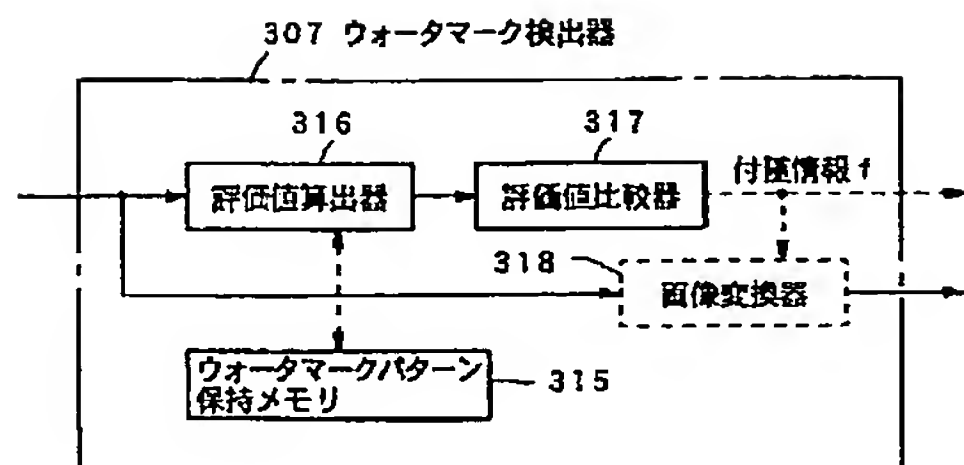 307 ウォータマーク検出器
316
317
評価値算出器
評価値比較器
付随情報f
318
画像変換器
ウォータマークパターン
保持メモリ
315